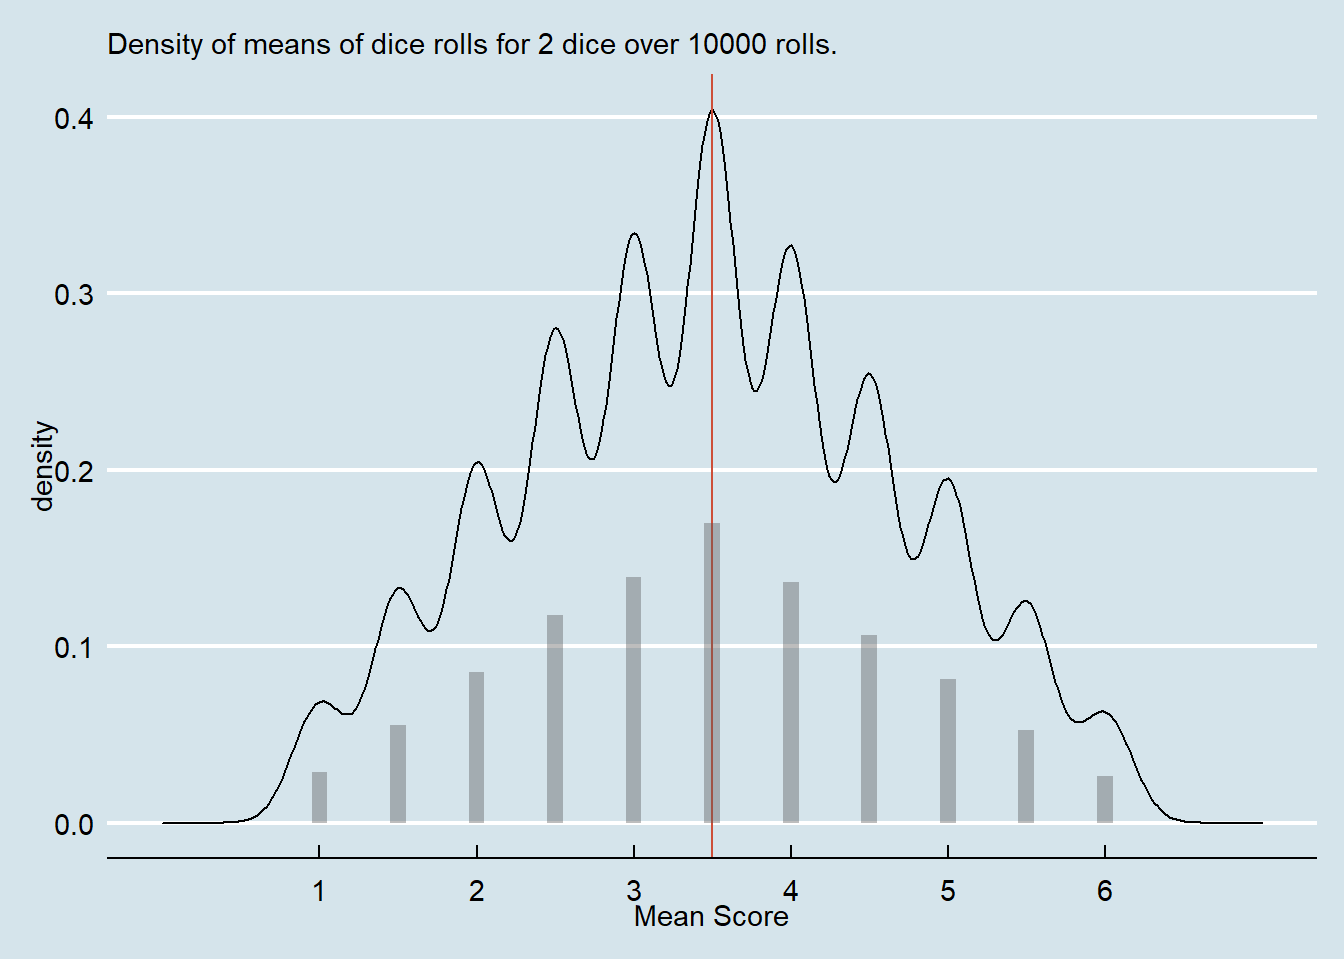 Density of means of dice rolls for 2 dice over 10000 rolls.
0.4
0.3
0.2
0.1
0.0
density
1 2 3 4 5 6
Mean Score